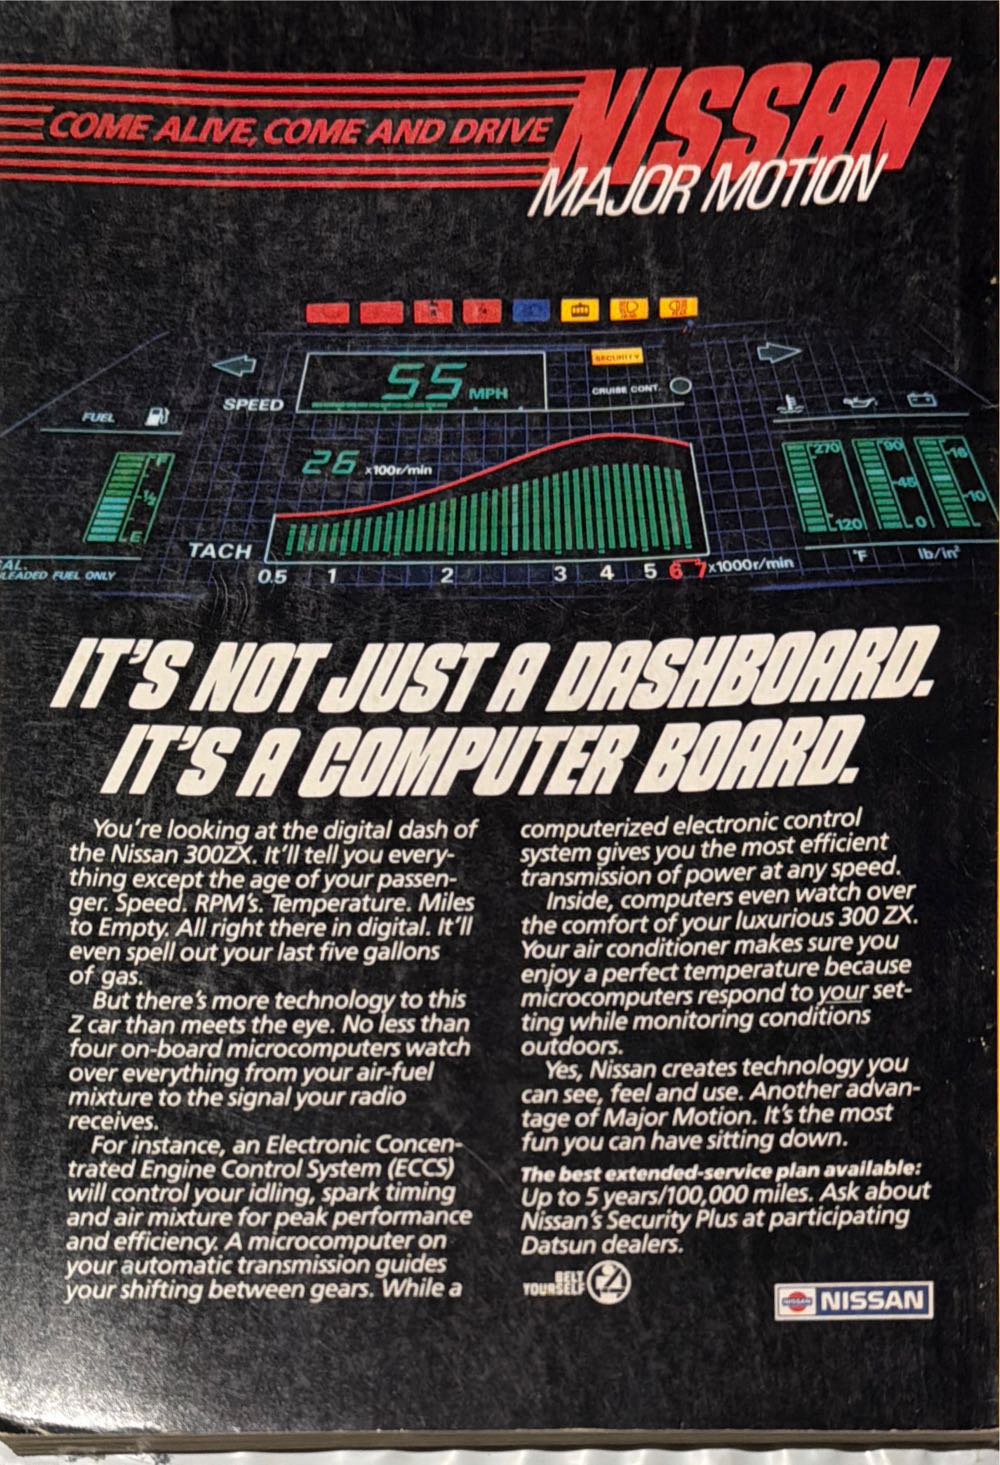 COME ALIVE, COME AND DRIVE
NISSAN
MAJOR MOTION
SECURITY
55 MPH
SPEED
CRUISE CONT.
FUEL
26 x100r/min
F
1/2
E
270
120
90
45
0
16
10
TACH
AL.
LEADED FUEL ONLY
0.5 1 2 3 4 5 6 7 x1000r/min
°F lb/in²
IT'S NOT JUST A DASHBOARD.
IT'S A COMPUTER BOARD.
You're looking at the digital dash of
the Nissan 300ZX. It'll tell you every-
thing except the age of your passen-
ger. Speed. RPM's. Temperature. Miles
to Empty. All right there in digital. It'll
even spell out your last five gallons
of gas.
But there's more technology to this
Z car than meets the eye. No less than
four on-board microcomputers watch
over everything from your air-fuel
mixture to the signal your radio
receives.
For instance, an Electronic Concen-
trated Engine Control System (ECCS)
will control your idling, spark timing
and air mixture for peak performance
and efficiency. A microcomputer on
your automatic transmission guides
your shifting between gears. While a
computerized electronic control
system gives you the most efficient
transmission of power at any speed.
Inside, computers even watch over
the comfort of your luxurious 300 ZX.
Your air conditioner makes sure you
enjoy a perfect temperature because
microcomputers respond to your set-
ting while monitoring conditions
outdoors.
Yes, Nissan creates technology you
can see, feel and use. Another advan-
tage of Major Motion. It's the most
fun you can have sitting down.
The best extended-service plan available:
Up to 5 years/100,000 miles. Ask about
Nissan's Security Plus at participating
Datsun dealers.
BELT
YOURSELF
NISSAN NISSAN